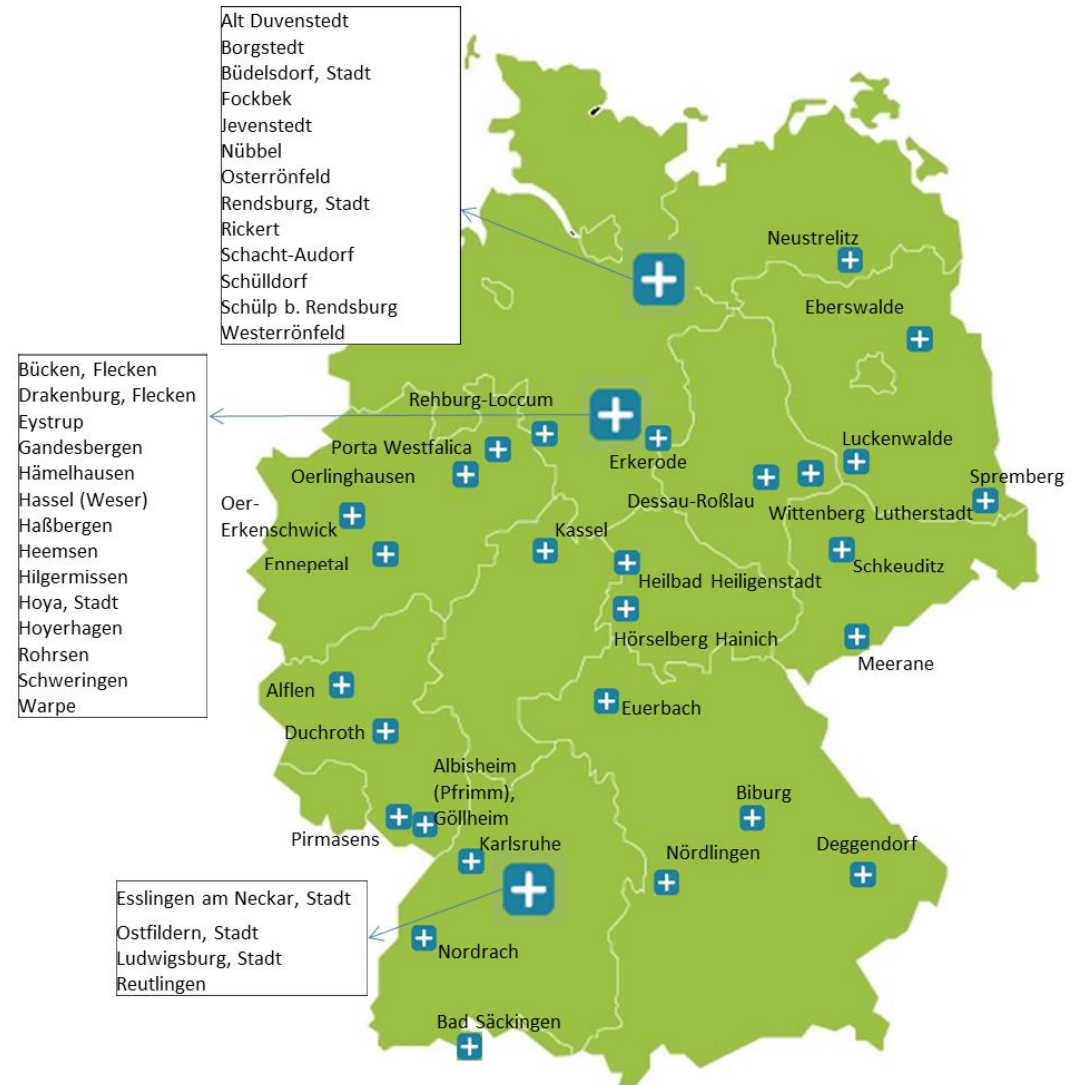 Alt Duvenstedt
Borgstedt
Büdelsdorf, Stadt
Fockbek
Jevenstedt
Nübbel
Osterrönfeld
Rendsburg, Stadt
Rickert
Schacht-Audorf
Schülldorf
Schülp b. Rendsburg
Westerrönfeld
Neustrelitz
Eberswalde
Bücken, Flecken
Drakenburg, Flecken
Eystrup
Gandesbergen
Hämelhausen
Hassel (Weser)
Haßbergen
Heemsen
Hilgermissen
Hoya, Stadt
Hoyerhagen
Rohrsen
Schweringen
Warpe
Rehburg-Loccum
Porta Westfalica
Oerlinghausen
Oer-
Erkenschwick
Ennepetal
Erkerode
Luckenwalde
Spremberg
Dessau-Roßlau
Wittenberg Lutherstadt
Kassel
Schkeuditz
Heilbad Heiligenstadt
Hörselberg Hainich
Meerane
Alflen
Euerbach
Duchroth
Albisheim
(Pfrimm),
Göllheim
Pirmasens
Karlsruhe
Biburg
Nördlingen
Deggendorf
Esslingen am Neckar, Stadt
Ostfildern, Stadt
Ludwigsburg, Stadt
Reutlingen
Nordrach
Bad Säckingen